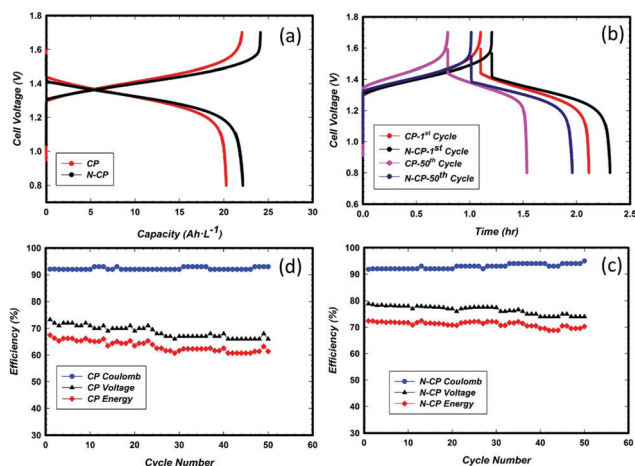 1.8
1.6
1.4
1.2
1.0
0.8
Cell Voltage (V)
(a)
CP
N-CP
0 5 10 15 20 25 30
Capacity (Ah·L⁻¹)
1.8
1.6
1.4
1.2
1.0
0.8
Cell Voltage (V)
(b)
CP-1ˢᵗ Cycle
N-CP-1ˢᵗ Cycle
CP-50ᵗʰ Cycle
N-CP-50ᵗʰ Cycle
0.0 0.5 1.0 1.5 2.0 2.5
Time (hr)
100
90
80
70
60
50
40
30
Efficiency (%)
(d)
CP Coulomb
CP Voltage
CP Energy
0 10 20 30 40 50 60
Cycle Number
100
90
80
70
60
50
40
30
Efficiency (%)
(c)
N-CP Coulomb
N-CP Voltage
N-CP Energy
0 10 20 30 40 50 60
Cycle Number